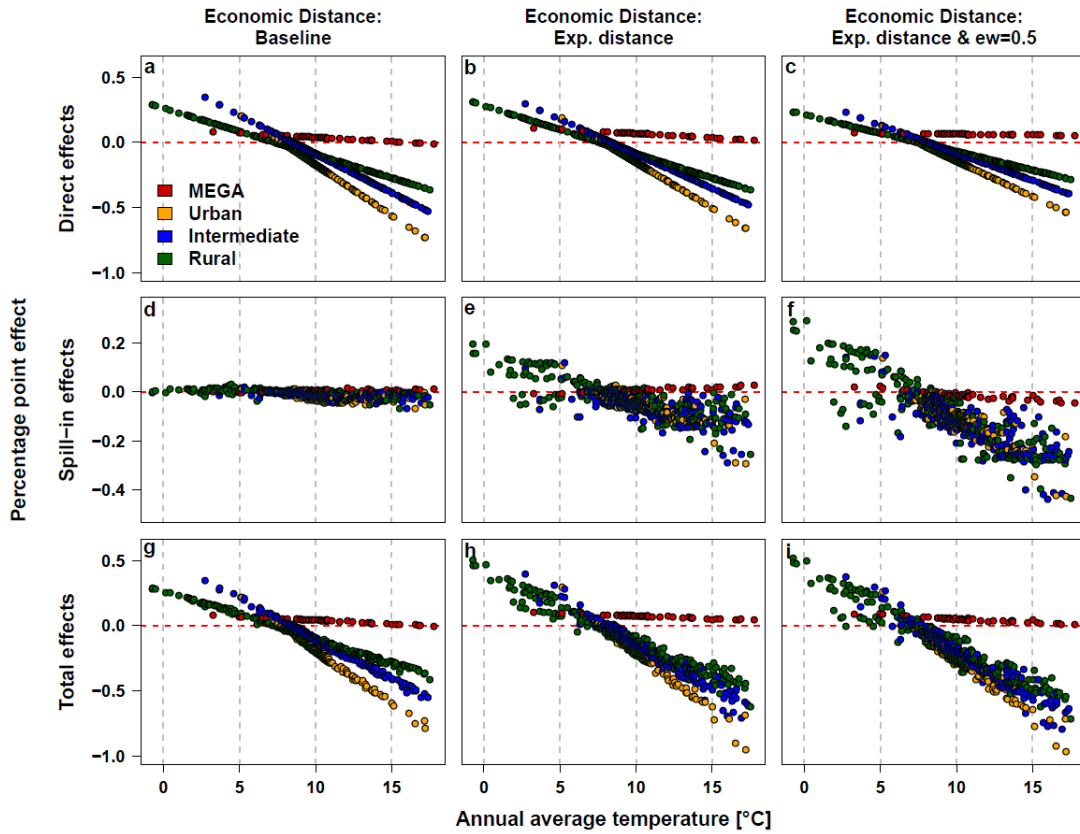 Economic Distance:
Baseline
Economic Distance:
Exp. distance
Economic Distance:
Exp. distance & ew=0.5
Percentage point effect
Direct effects
0.5
0.0
−0.5
−1.0
a
MEGA
Urban
Intermediate
Rural
b
c
Spill−in effects
0.2
0.0
−0.2
−0.4
d
e
f
Total effects
0.5
0.0
−0.5
−1.0
g
h
i
0 5 10 15
0 5 10 15
0 5 10 15
Annual average temperature [°C]